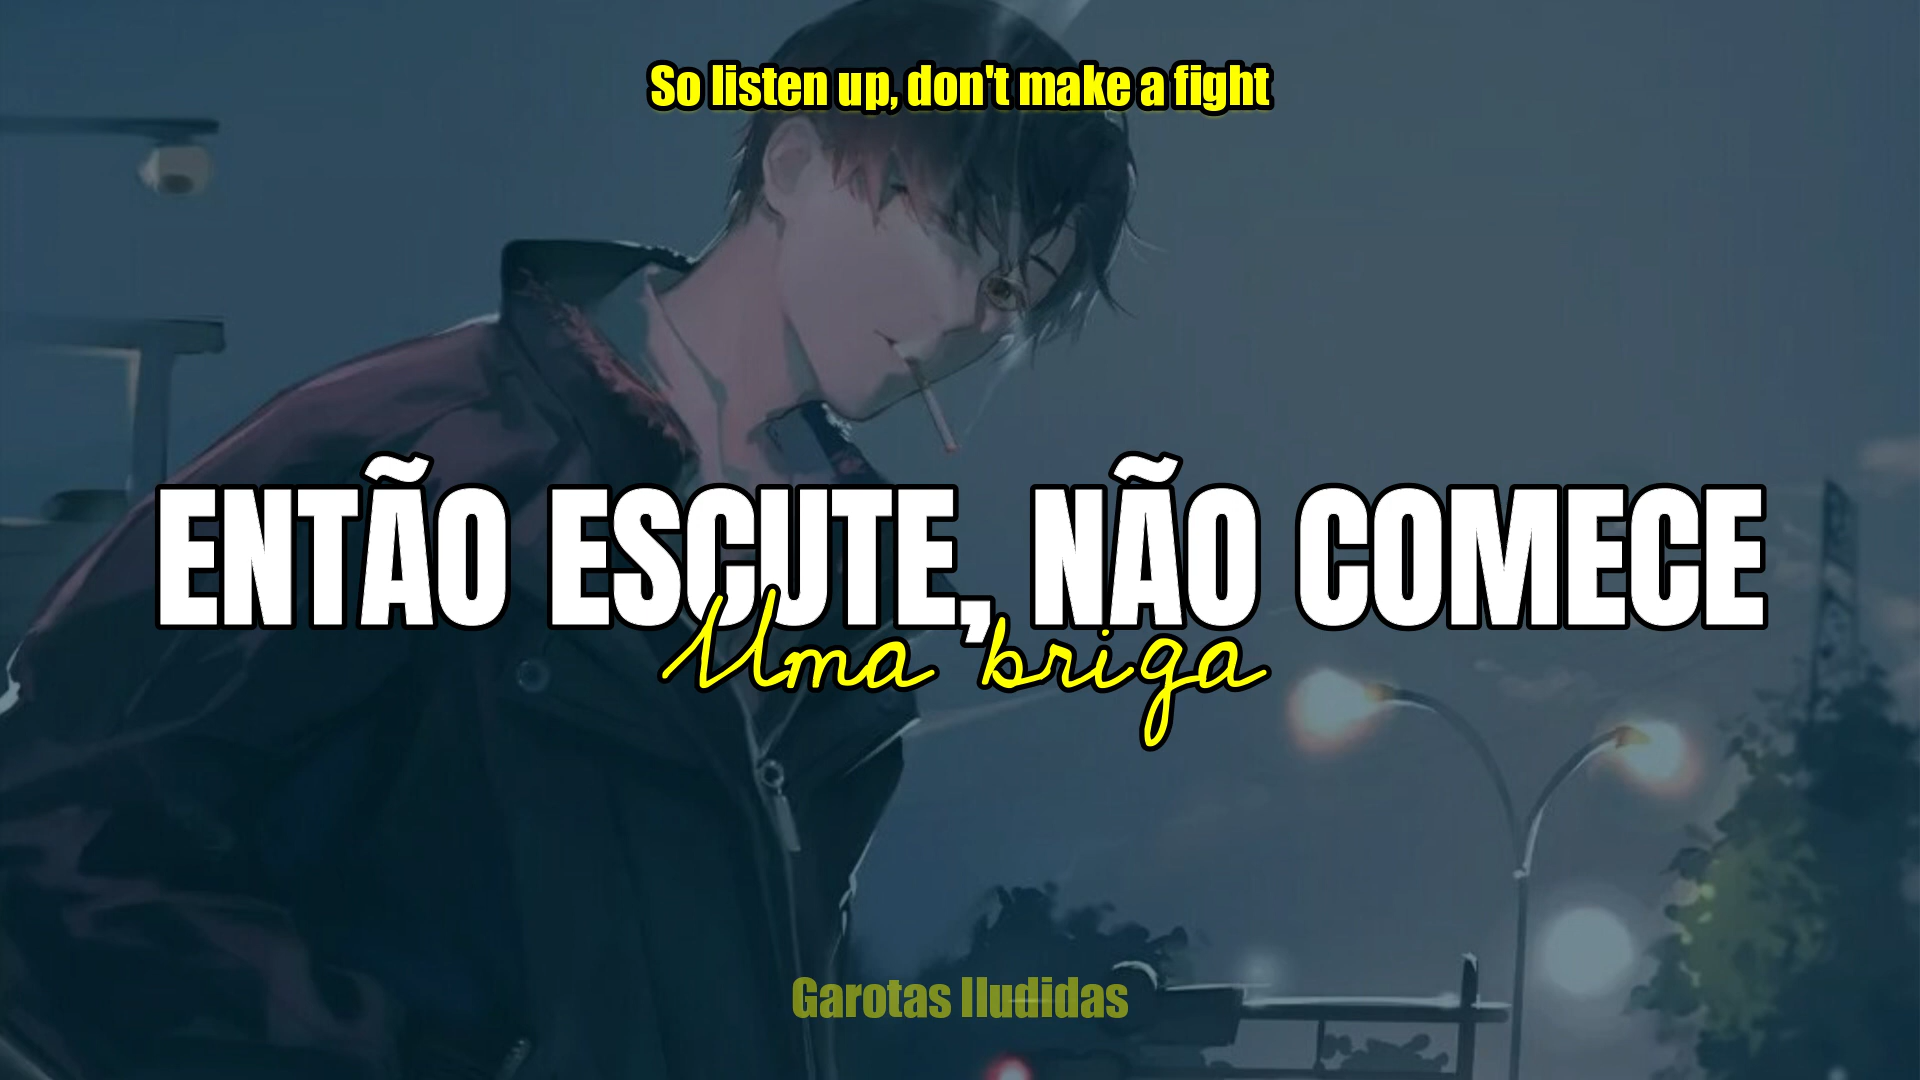 So listen up, don't make a fight
ENTÃO ESCUTE, NÃO COMECE
Uma briga
Garotas Iludidas